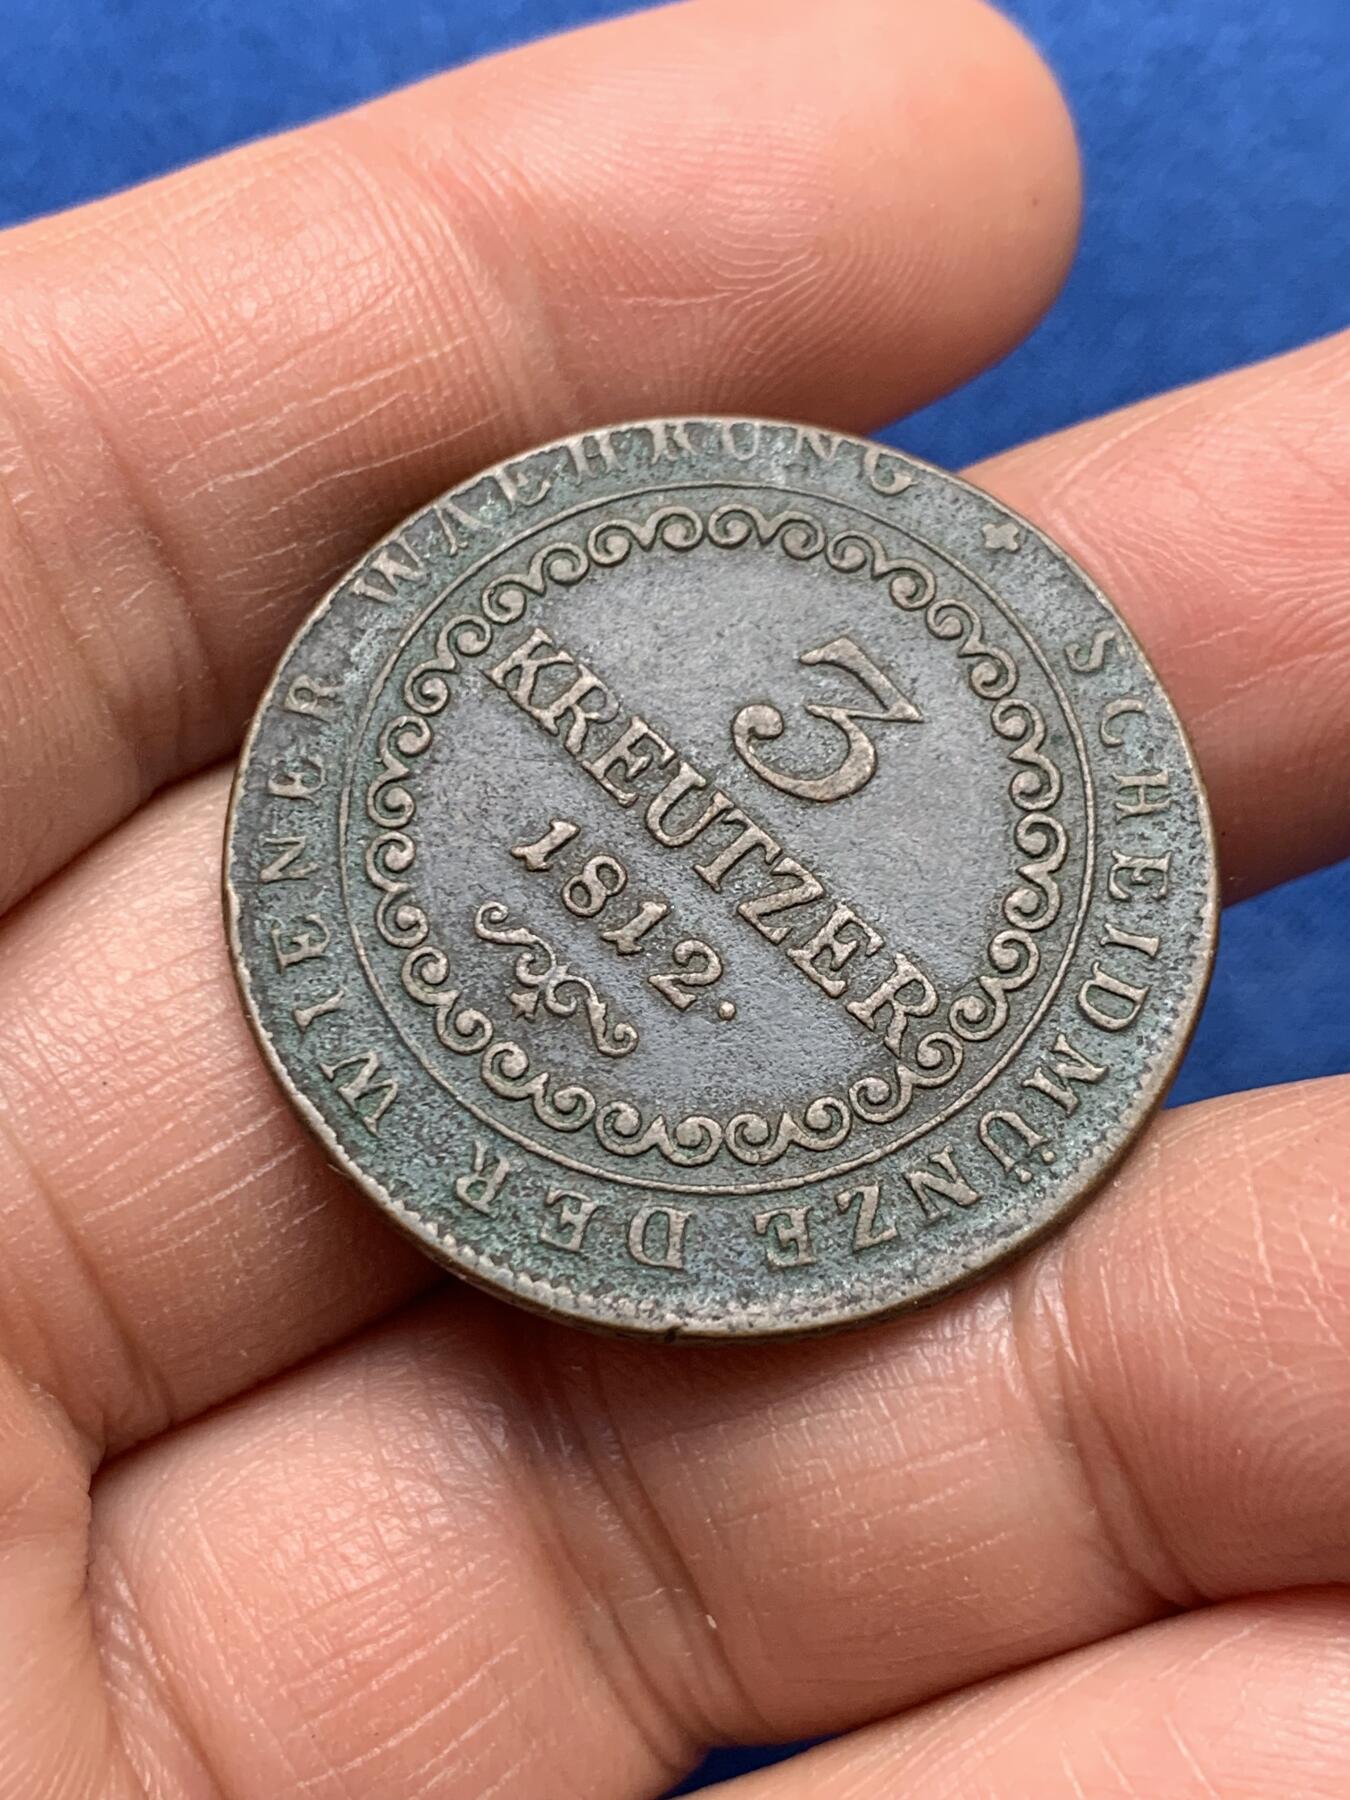 3
KREUTZER
1812.
SCHEIDMÜNZE DER WIENER WAEHRUNG